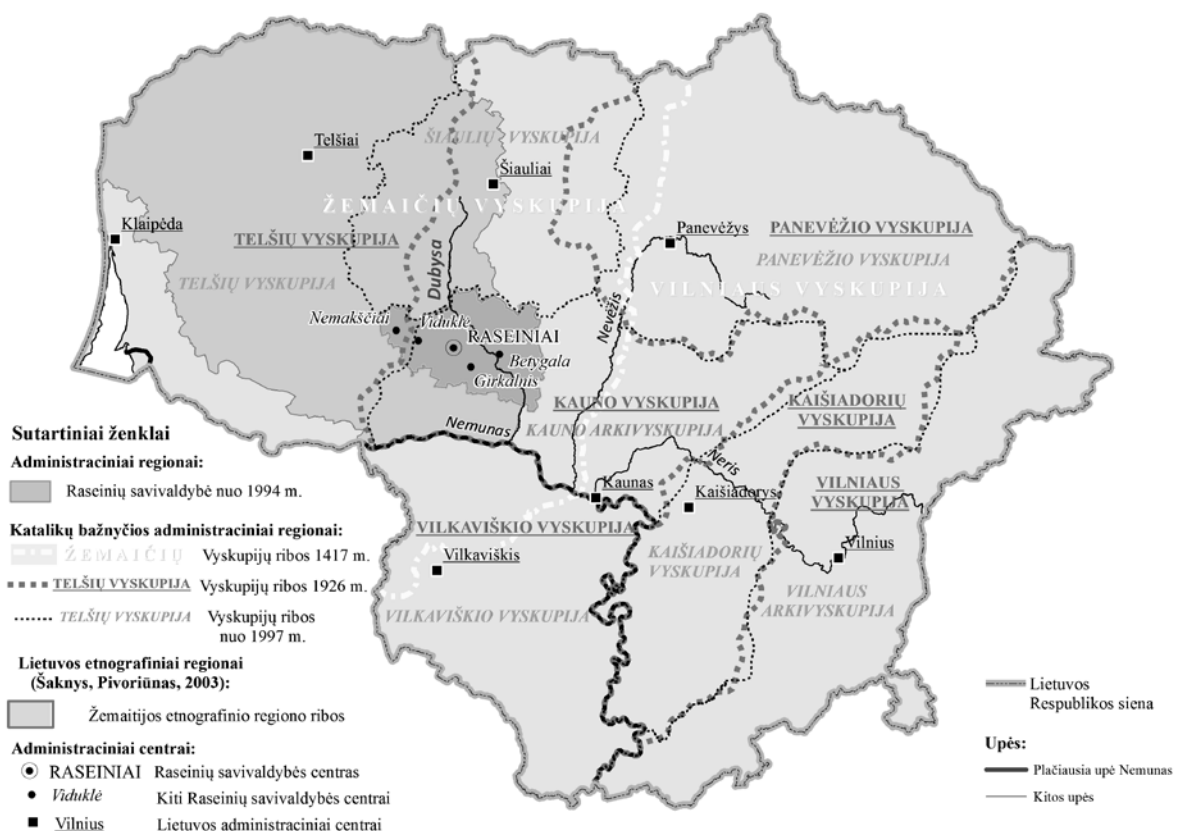 Telšiai
ŠIAULIŲ VYSKUPIJA
Šiauliai
ŽEMAIČIŲ VYSKUPIJA
Klaipėda
TELŠIŲ VYSKUPIJA
TELŠIŲ VYSKUPIJA
Dubysa
Panevėžys
PANEVĖŽIO VYSKUPIJA
PANEVĖŽIO VYSKUPIJA
VILNIAUS VYSKUPIJA
Nemakščiai
Viduklė
RASEINIAI
Betygala
Girkalnis
Nevėžis
Nemunas
KAUNO VYSKUPIJA
KAUNO ARKIVYSKUPIJA
KAIŠIADORIŲ
VYSKUPIJA
Neris
Kaunas
Kaišiadorys
VILNIAUS
VYSKUPIJA
VILKAVIŠKIO VYSKUPIJA
Vilkaviškis
KAIŠIADORIŲ
VYSKUPIJA
Vilnius
VILNIAUS
ARKIVYSKUPIJA
VILKAVIŠKIO VYSKUPIJA
Sutartiniai ženklai
Administraciniai regionai:
Raseinių savivaldybė nuo 1994 m.
Katalikų bažnyčios administraciniai regionai:
ŽEMAIČIŲ Vyskupijų ribos 1417 m.
TELŠIŲ VYSKUPIJA Vyskupijų ribos 1926 m.
TELŠIŲ VYSKUPIJA Vyskupijų ribos
nuo 1997 m.
Lietuvos etnografiniai regionai
(Šaknys, Pivoriūnas, 2003):
Žemaitijos etnografinio regiono ribos
Administraciniai centrai:
RASEINIAI Raseinių savivaldybės centras
Viduklė Kiti Raseinių savivaldybės centrai
Vilnius Lietuvos administraciniai centrai
Lietuvos
Respublikos siena
Upės:
Plačiausia upė Nemunas
Kitos upės